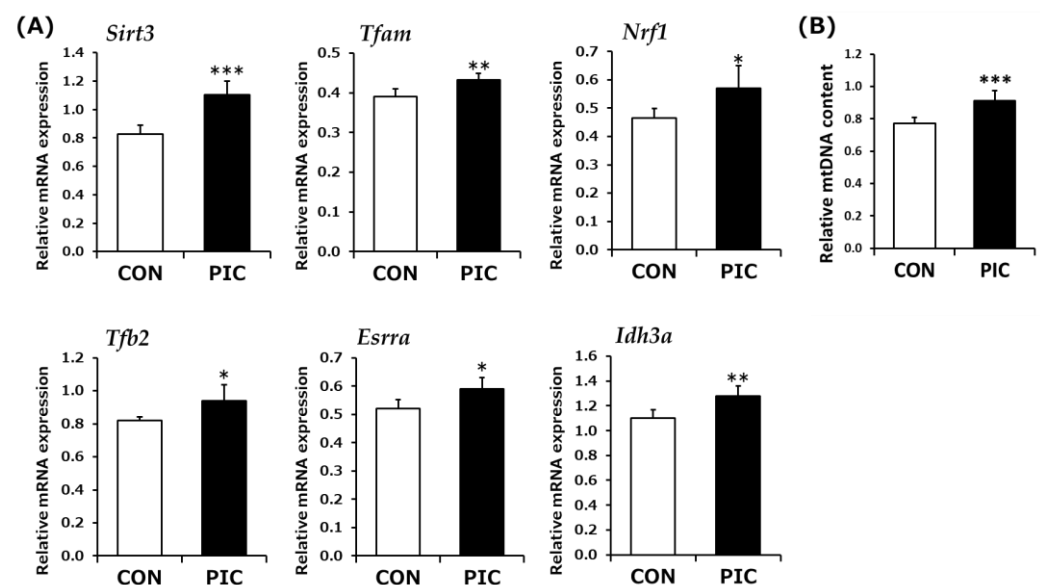 (A)
Sirt3
Relative mRNA expression
1.4
1.2
1.0
0.8
0.6
0.4
0.2
0.0
***
CON PIC
Tfam
Relative mRNA expression
0.5
0.4
0.3
0.2
0.1
0.0
**
CON PIC
Nrf1
Relative mRNA expression
0.7
0.6
0.5
0.4
0.3
0.2
0.1
0.0
*
CON PIC
(B)
Relative mtDNA content
1.2
1.0
0.8
0.6
0.4
0.2
0.0
***
CON PIC
Tfb2
Relative mRNA expression
1.2
1.0
0.8
0.6
0.4
0.2
0.0
*
CON PIC
Esrra
Relative mRNA expression
0.7
0.6
0.5
0.4
0.3
0.2
0.1
0.0
*
CON PIC
Idh3a
Relative mRNA expression
1.6
1.4
1.2
1.0
0.8
0.6
0.4
0.2
0.0
**
CON PIC